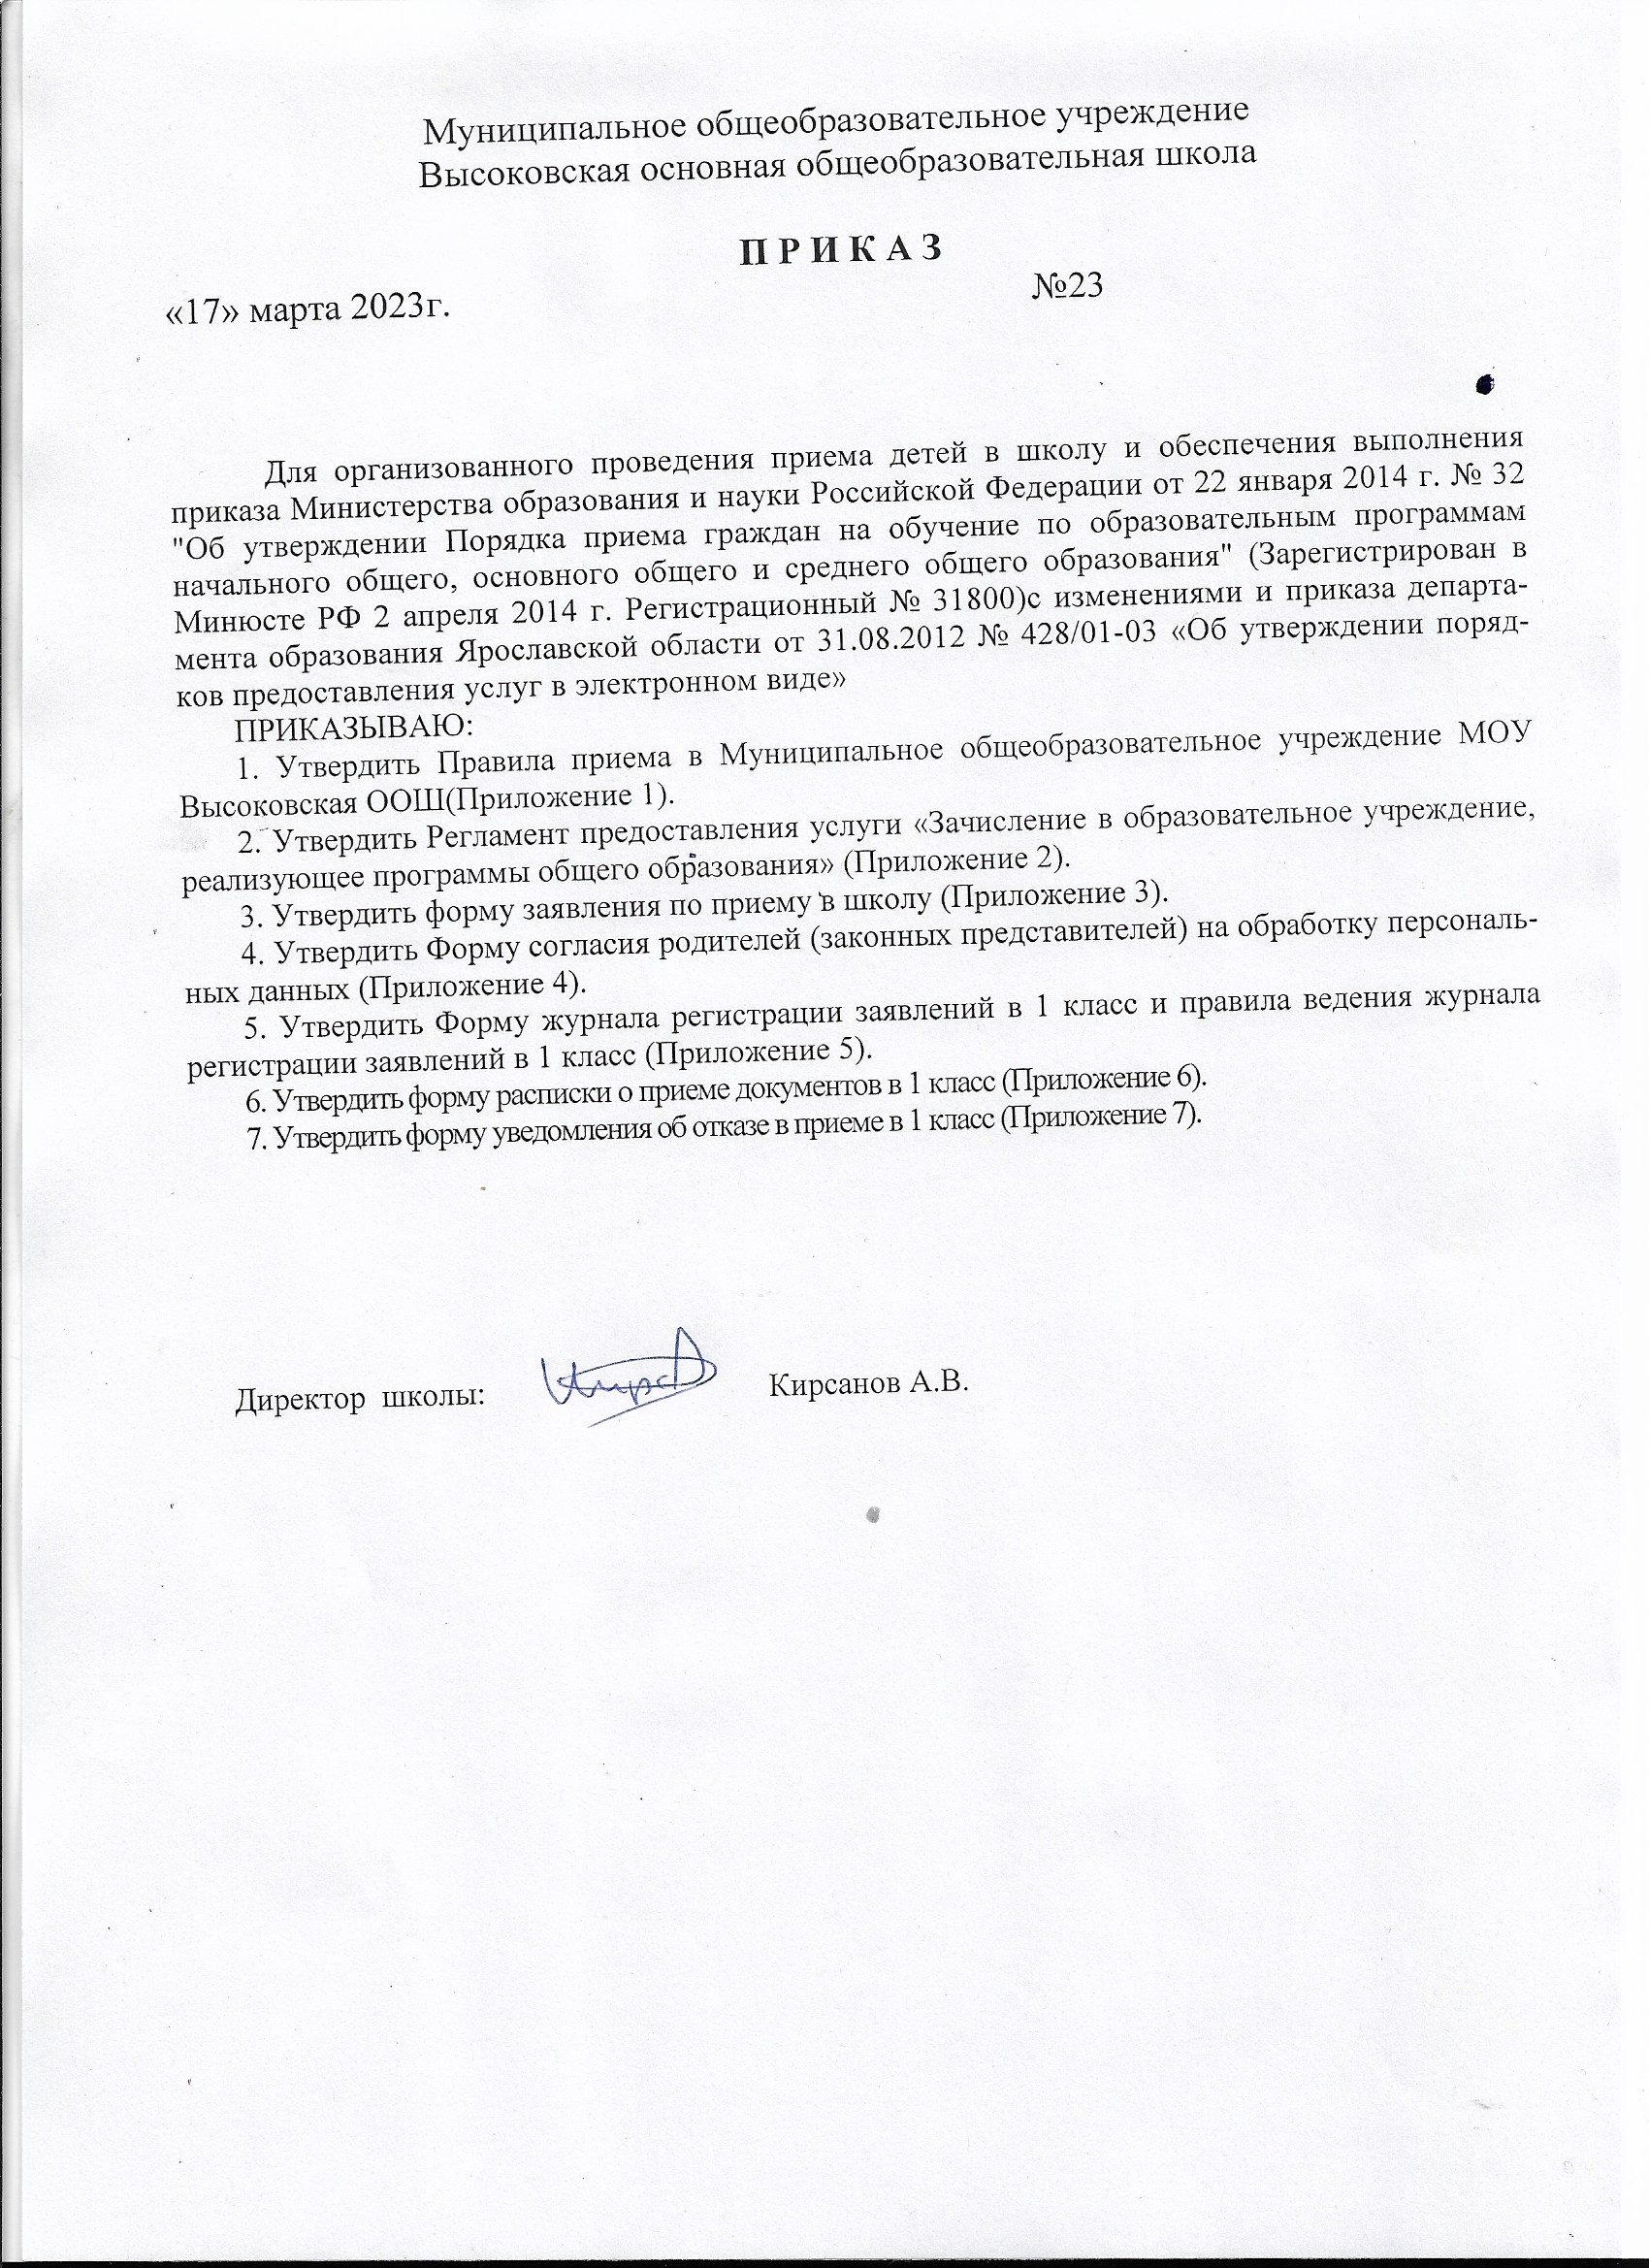 Муниципальное общеобразовательное учреждение
Высоковская основная общеобразовательная школа
П Р И К А З
№23
«17» марта 2023г.
Для организованного проведения приема детей в школу и обеспечения выполнения
приказа Министерства образования и науки Российской Федерации от 22 января 2014 г. № 32
"Об утверждении Порядка приема граждан на обучение по образовательным программам
начального общего, основного общего и среднего общего образования" (Зарегистрирован в
Минюсте РФ 2 апреля 2014 г. Регистрационный № 31800)с изменениями и приказа департа-
мента образования Ярославской области от 31.08.2012 № 428/01-03 «Об утверждении поряд-
ков предоставления услуг в электронном виде»
ПРИКАЗЫВАЮ:
1. Утвердить Правила приема в Муниципальное общеобразовательное учреждение МОУ
Высоковская ООШ(Приложение 1).
2. Утвердить Регламент предоставления услуги «Зачисление в образовательное учреждение,
реализующее программы общего образования» (Приложение 2).
3. Утвердить форму заявления по приему в школу (Приложение 3).
4. Утвердить Форму согласия родителей (законных представителей) на обработку персональ-
ных данных (Приложение 4).
5. Утвердить Форму журнала регистрации заявлений в 1 класс и правила ведения журнала
регистрации заявлений в 1 класс (Приложение 5).
6. Утвердить форму расписки о приеме документов в 1 класс (Приложение 6).
7. Утвердить форму уведомления об отказе в приеме в 1 класс (Приложение 7).
Директор школы: Кирсанов А.В.